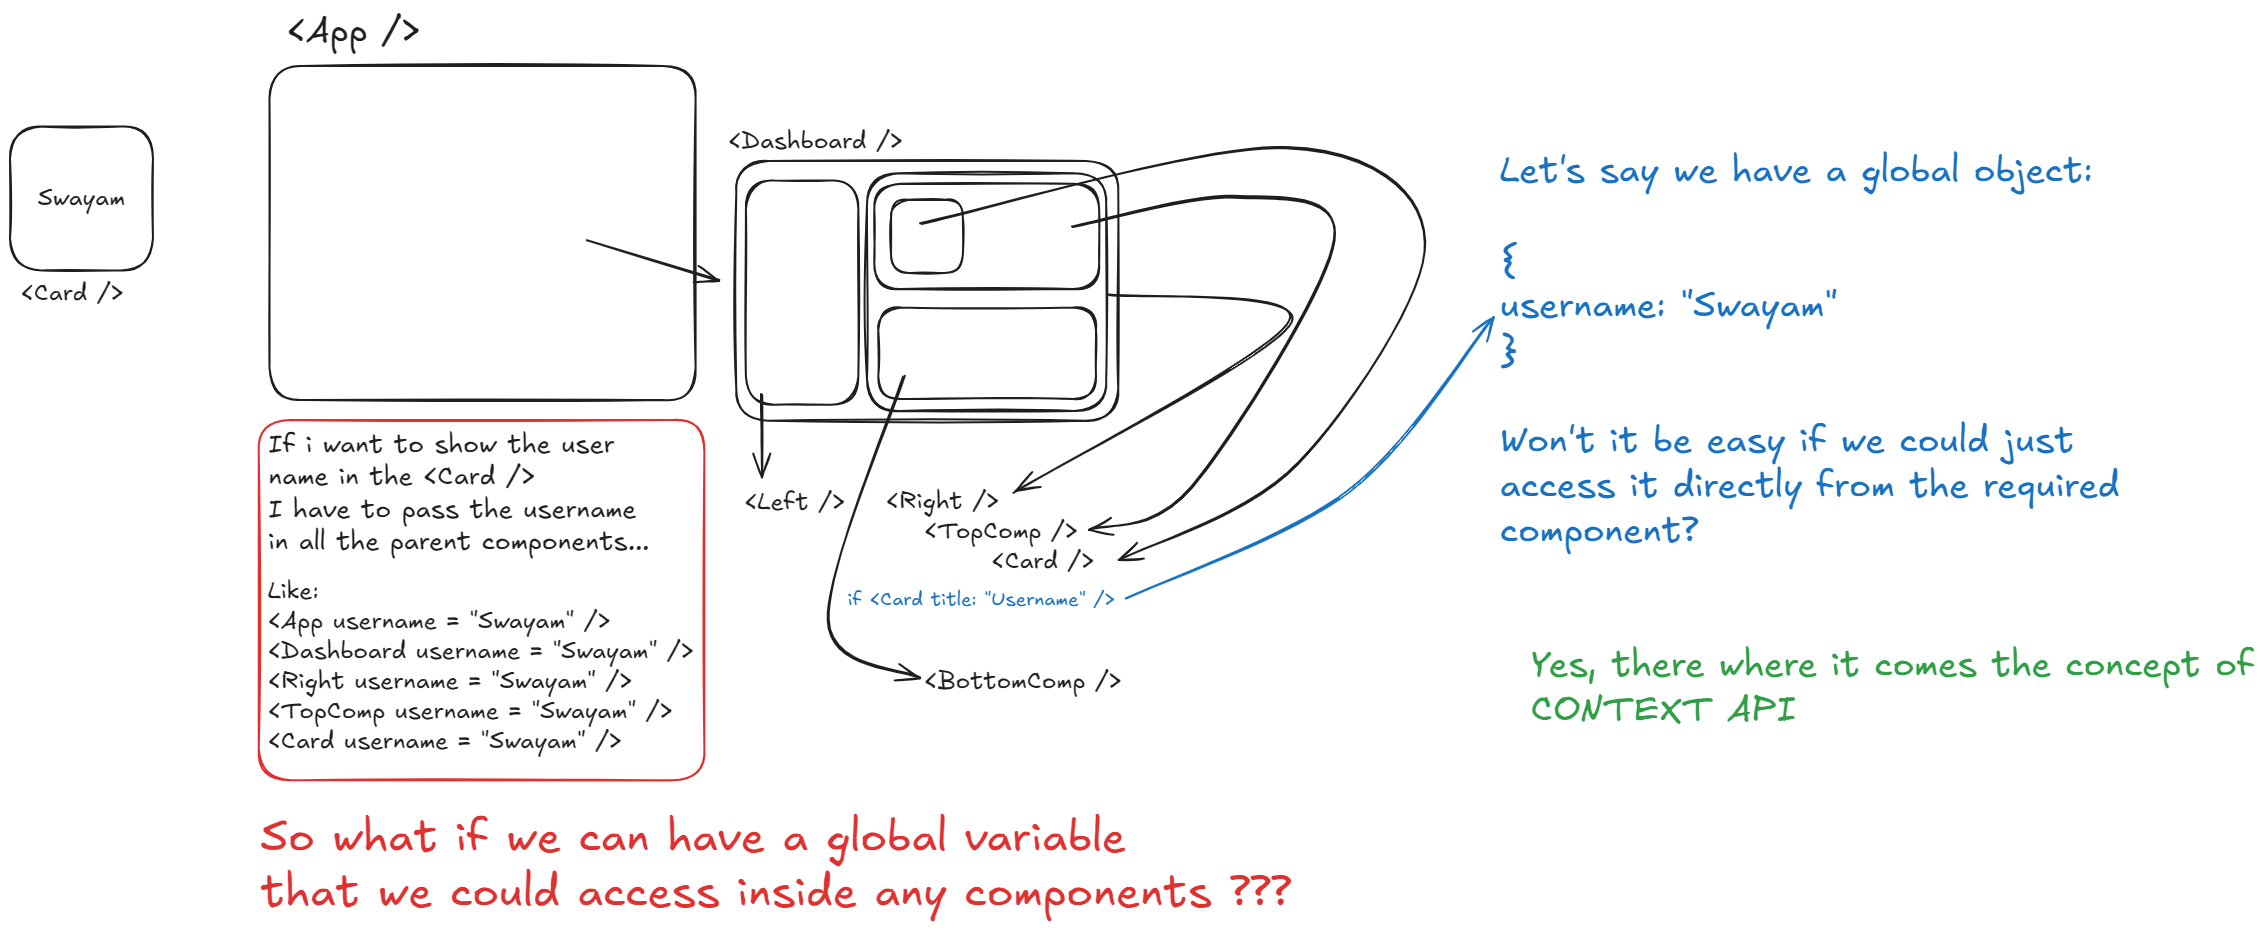 <App />
Swayam
<Card />
<Dashboard />
<Left />
<Right />
<TopComp />
<Card />
if <Card title: "Username" />
<BottomComp />
If i want to show the user
name in the <Card />
I have to pass the username
in all the parent components...
Like:
<App username = "Swayam" />
<Dashboard username = "Swayam" />
<Right username = "Swayam" />
<TopComp username = "Swayam" />
<Card username = "Swayam" />
So what if we can have a global variable
that we could access inside any components ???
Let's say we have a global object:
{
username: "Swayam"
}
Won't it be easy if we could just
access it directly from the required
component?
Yes, there where it comes the concept of
CONTEXT API